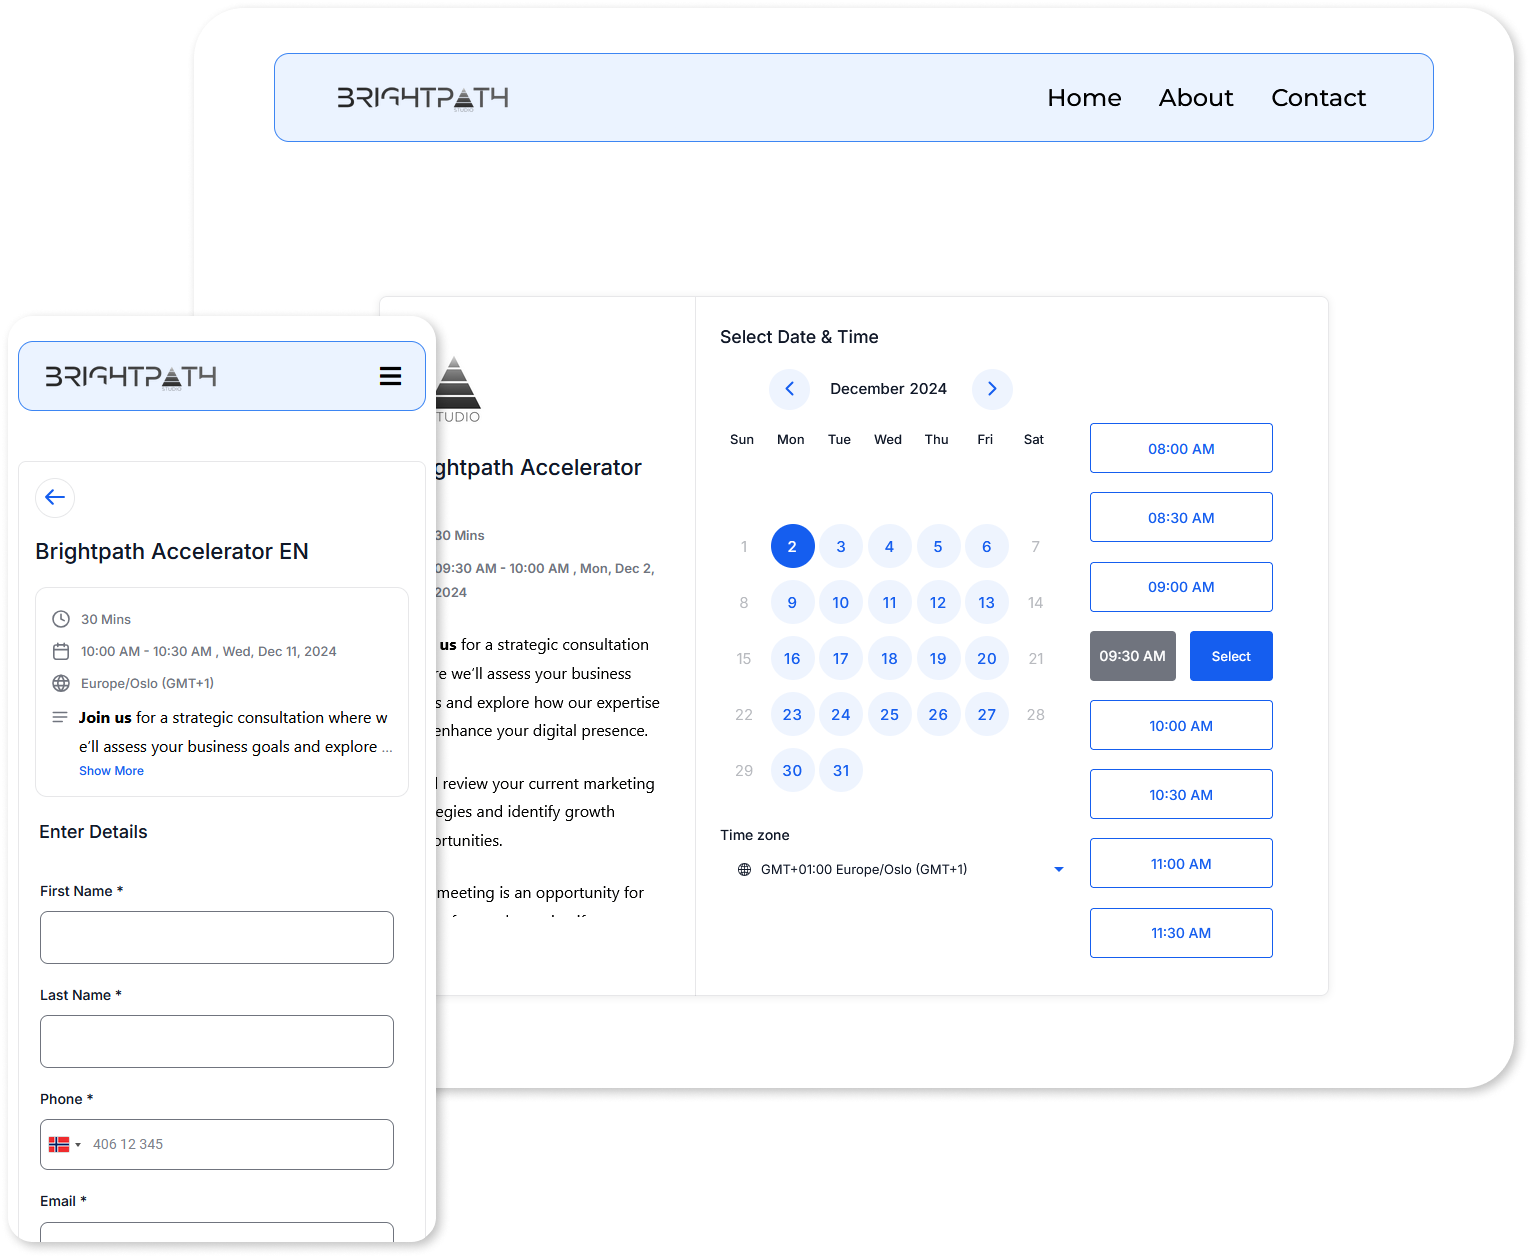 BRIGHTPATH
STUDIO
Home About Contact
TUDIO
ghtpath Accelerator
30 Mins
09:30 AM - 10:00 AM , Mon, Dec 2,
2024
us for a strategic consultation
re we'll assess your business
s and explore how our expertise
enhance your digital presence.
l review your current marketing
egies and identify growth
ortunities.
meeting is an opportunity for
Select Date & Time
December 2024
Sun Mon Tue Wed Thu Fri Sat
1 2 3 4 5 6 7
8 9 10 11 12 13 14
15 16 17 18 19 20 21
22 23 24 25 26 27 28
29 30 31
Time zone
GMT+01:00 Europe/Oslo (GMT+1)
08:00 AM
08:30 AM
09:00 AM
09:30 AM Select
10:00 AM
10:30 AM
11:00 AM
11:30 AM
BRIGHTPATH
STUDIO
Brightpath Accelerator EN
30 Mins
10:00 AM - 10:30 AM , Wed, Dec 11, 2024
Europe/Oslo (GMT+1)
Join us for a strategic consultation where w
e'll assess your business goals and explore ...
Show More
Enter Details
First Name *
Last Name *
Phone *
406 12 345
Email *